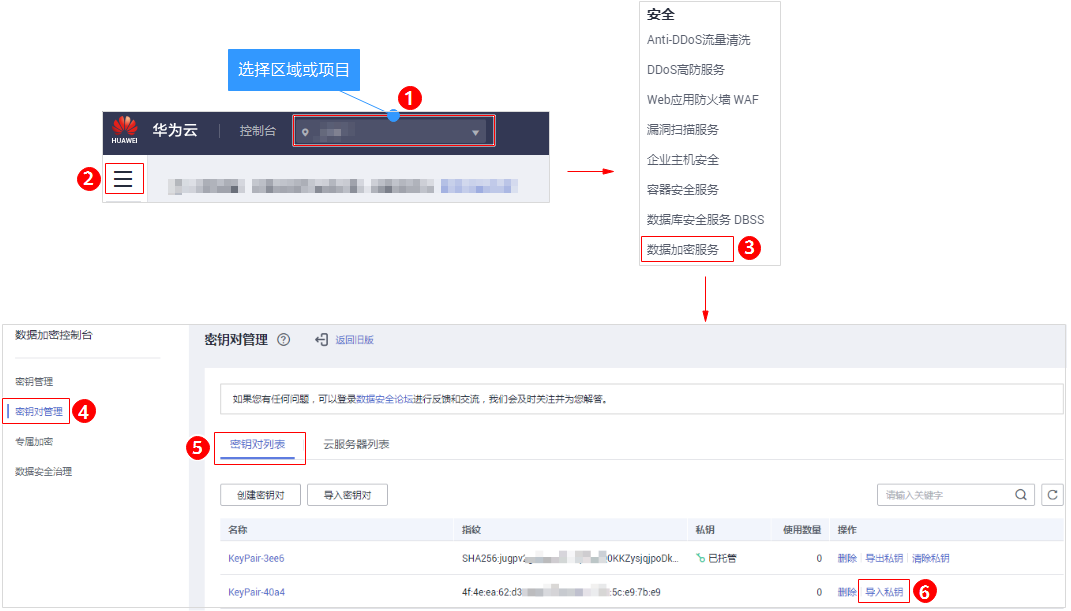 选择区域或项目
1
HUAWEI
华为云
控制台
2
安全
Anti-DDoS流量清洗
DDoS高防服务
Web应用防火墙 WAF
漏洞扫描服务
企业主机安全
容器安全服务
数据库安全服务 DBSS
数据加密服务
3
数据加密控制台
密钥管理
密钥对管理
4
专属加密
数据安全治理
密钥对管理
?
返回旧版
如果您有任何问题，可以登录数据安全论坛进行反馈和交流，我们会及时关注并为您解答。
5
密钥对列表
云服务器列表
创建密钥对
导入密钥对
请输入关键字
名称 指纹 私钥 使用数量 操作
KeyPair-3ee6 SHA256:jugpv 0KKZysjqjpoDk... 已托管 0 删除 导出私钥 清除私钥
KeyPair-40a4 4f:4e:ea:62:d3 :5c:e9:7b:e9 0 删除 导入私钥
6